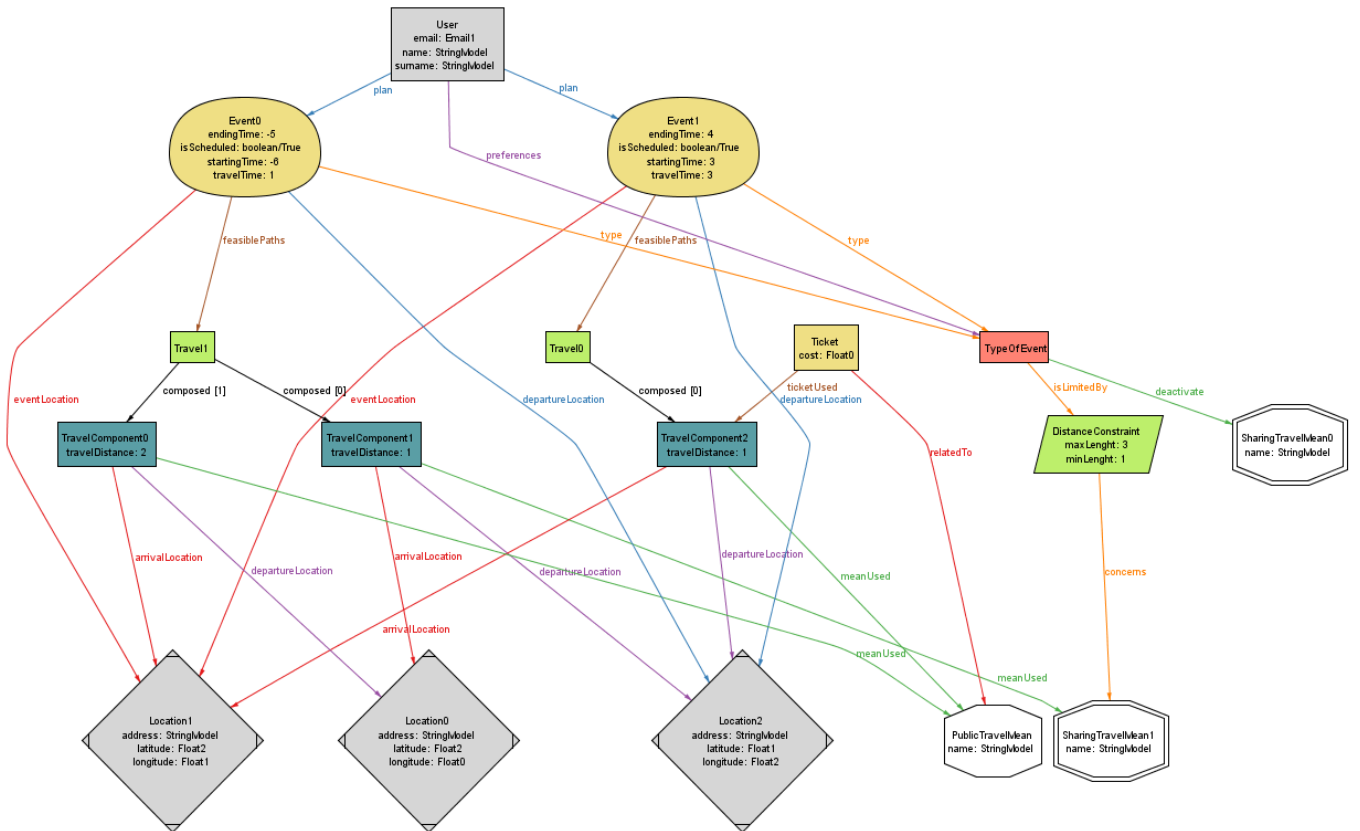 User
email: Email1
name: StringModel
surname: StringModel
plan
plan
Event0
endingTime: -5
isScheduled: boolean/True
startingTime: -6
travelTime: 1
Event1
endingTime: 4
isScheduled: boolean/True
startingTime: 3
travelTime: 3
preferences
feasiblePaths
type
feasiblePaths
type
Travel1
Travel0
Ticket
cost: Float0
TypeOfEvent
composed [1]
composed [0]
composed [0]
ticketUsed
isLimitedBy
deactivate
eventLocation
eventLocation
departureLocation
departureLocation
TravelComponent0
travelDistance: 2
TravelComponent1
travelDistance: 1
TravelComponent2
travelDistance: 1
relatedTo
DistanceConstraint
maxLenght: 3
minLenght: 1
SharingTravelMean0
name: StringModel
arrivalLocation
departureLocation
arrivalLocation
departureLocation
meanUsed
concerns
arrivalLocation
meanUsed
meanUsed
Location1
address: StringModel
latitude: Float2
longitude: Float1
Location0
address: StringModel
latitude: Float2
longitude: Float0
Location2
address: StringModel
latitude: Float1
longitude: Float2
PublicTravelMean
name: StringModel
SharingTravelMean1
name: StringModel